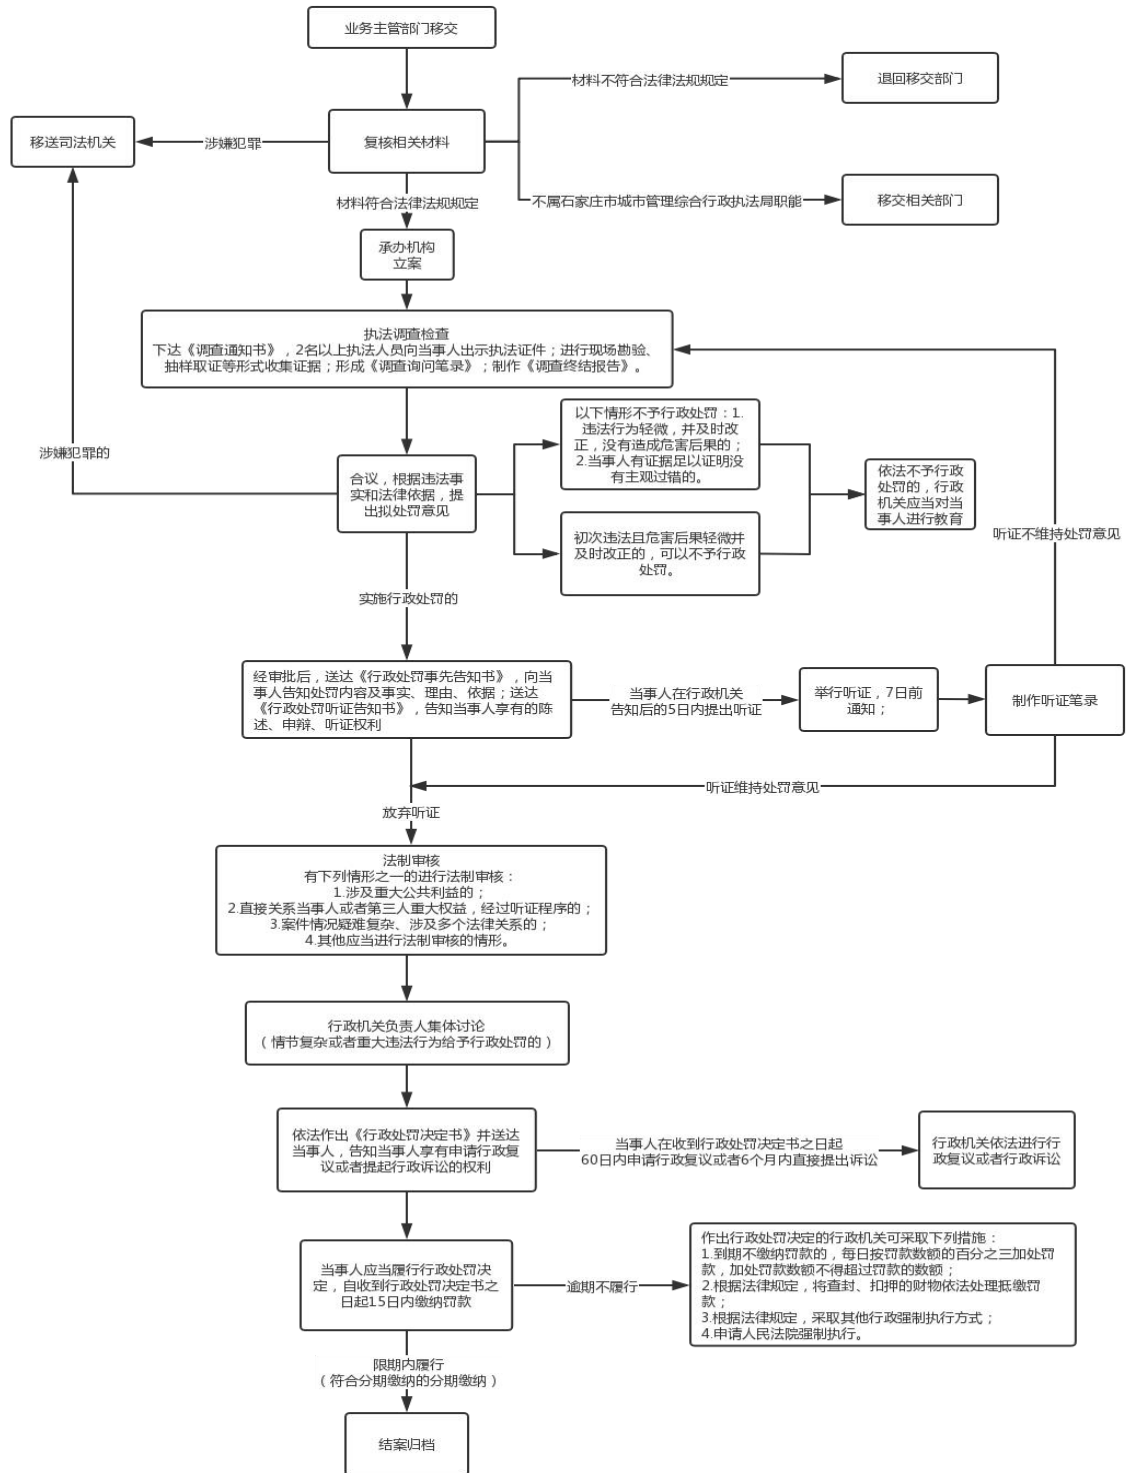 业务主管部门移交
材料不符合法律法规规定
退回移交部门
移送司法机关
涉嫌犯罪
复核相关材料
材料符合法律法规规定
不属石家庄市城市管理综合行政执法局职能
移交相关部门
承办机构
立案
执法调查检查
下达《调查通知书》，2名以上执法人员向当事人出示执法证件；进行现场勘验、
抽样取证等形式收集证据；形成《调查询问笔录》；制作《调查终结报告》。
涉嫌犯罪的
合议，根据违法事
实和法律依据，提
出拟处罚意见
以下情形不予行政处罚：1.
违法行为轻微，并及时改
正，没有造成危害后果的；
2.当事人有证据足以证明没
有主观过错的。
初次违法且危害后果轻微并
及时改正的，可以不予行政
处罚。
依法不予行政
处罚的，行政
机关应当对当
事人进行教育
听证不维持处罚意见
实施行政处罚的
经审批后，送达《行政处罚事先告知书》，向当
事人告知处罚内容及事实、理由、依据；送达
《行政处罚听证告知书》，告知当事人享有的陈
述、申辩、听证权利
当事人在行政机关
告知后的5日内提出听证
举行听证，7日前
通知；
制作听证笔录
听证维持处罚意见
放弃听证
法制审核
有下列情形之一的进行法制审核：
1.涉及重大公共利益的；
2.直接关系当事人或者第三人重大权益，经过听证程序的；
3.案件情况疑难复杂、涉及多个法律关系的；
4.其他应当进行法制审核的情形。
行政机关负责人集体讨论
（情节复杂或者重大违法行为给予行政处罚的）
依法作出《行政处罚决定书》并送达
当事人，告知当事人享有申请行政复
议或者提起行政诉讼的权利
当事人在收到行政处罚决定书之日起
60日内申请行政复议或者6个月内直接提出诉讼
行政机关依法进行行
政复议或者行政诉讼
当事人应当履行行政处罚决
定，自收到行政处罚决定书之
日起15日内缴纳罚款
逾期不履行
作出行政处罚决定的行政机关可采取下列措施：
1.到期不缴纳罚款的，每日按罚款数额的百分之三加处罚
款，加处罚款数额不得超过罚款的数额；
2.根据法律规定，将查封、扣押的财物依法处理抵缴罚
款；
3.根据法律规定，采取其他行政强制执行方式；
4.申请人民法院强制执行。
限期内履行
（符合分期缴纳的分期缴纳）
结案归档